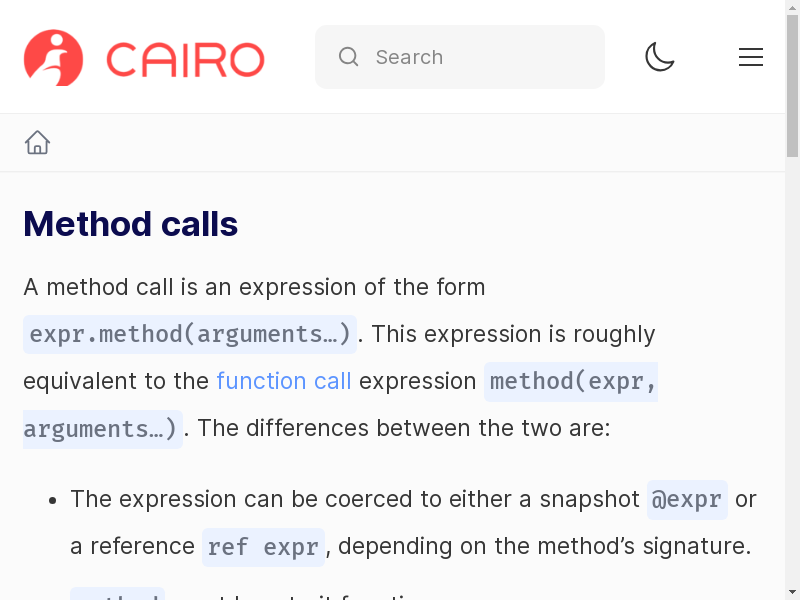 CAIRO
Search
Method calls
A method call is an expression of the form
expr.method(arguments…). This expression is roughly
equivalent to the function call expression method(expr,
arguments…). The differences between the two are:
• The expression can be coerced to either a snapshot @expr or
a reference ref expr, depending on the method’s signature.